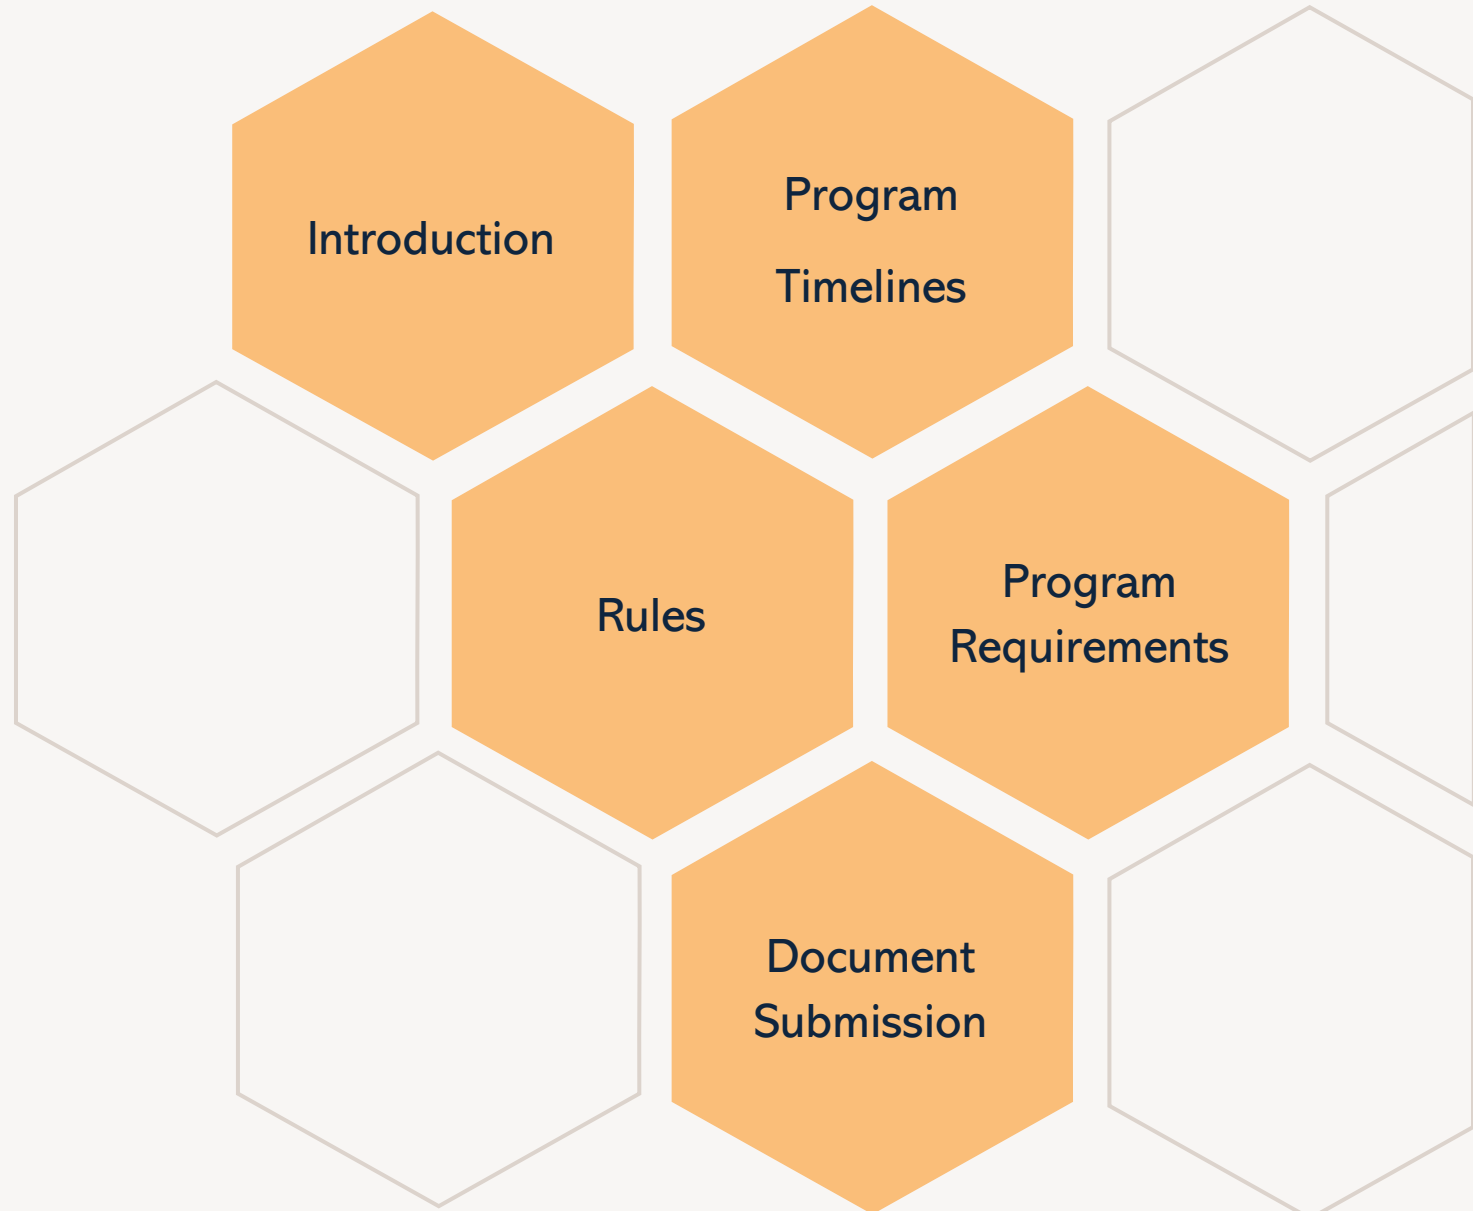 Introduction
Program
Timelines
Rules
Program
Requirements
Document
Submission